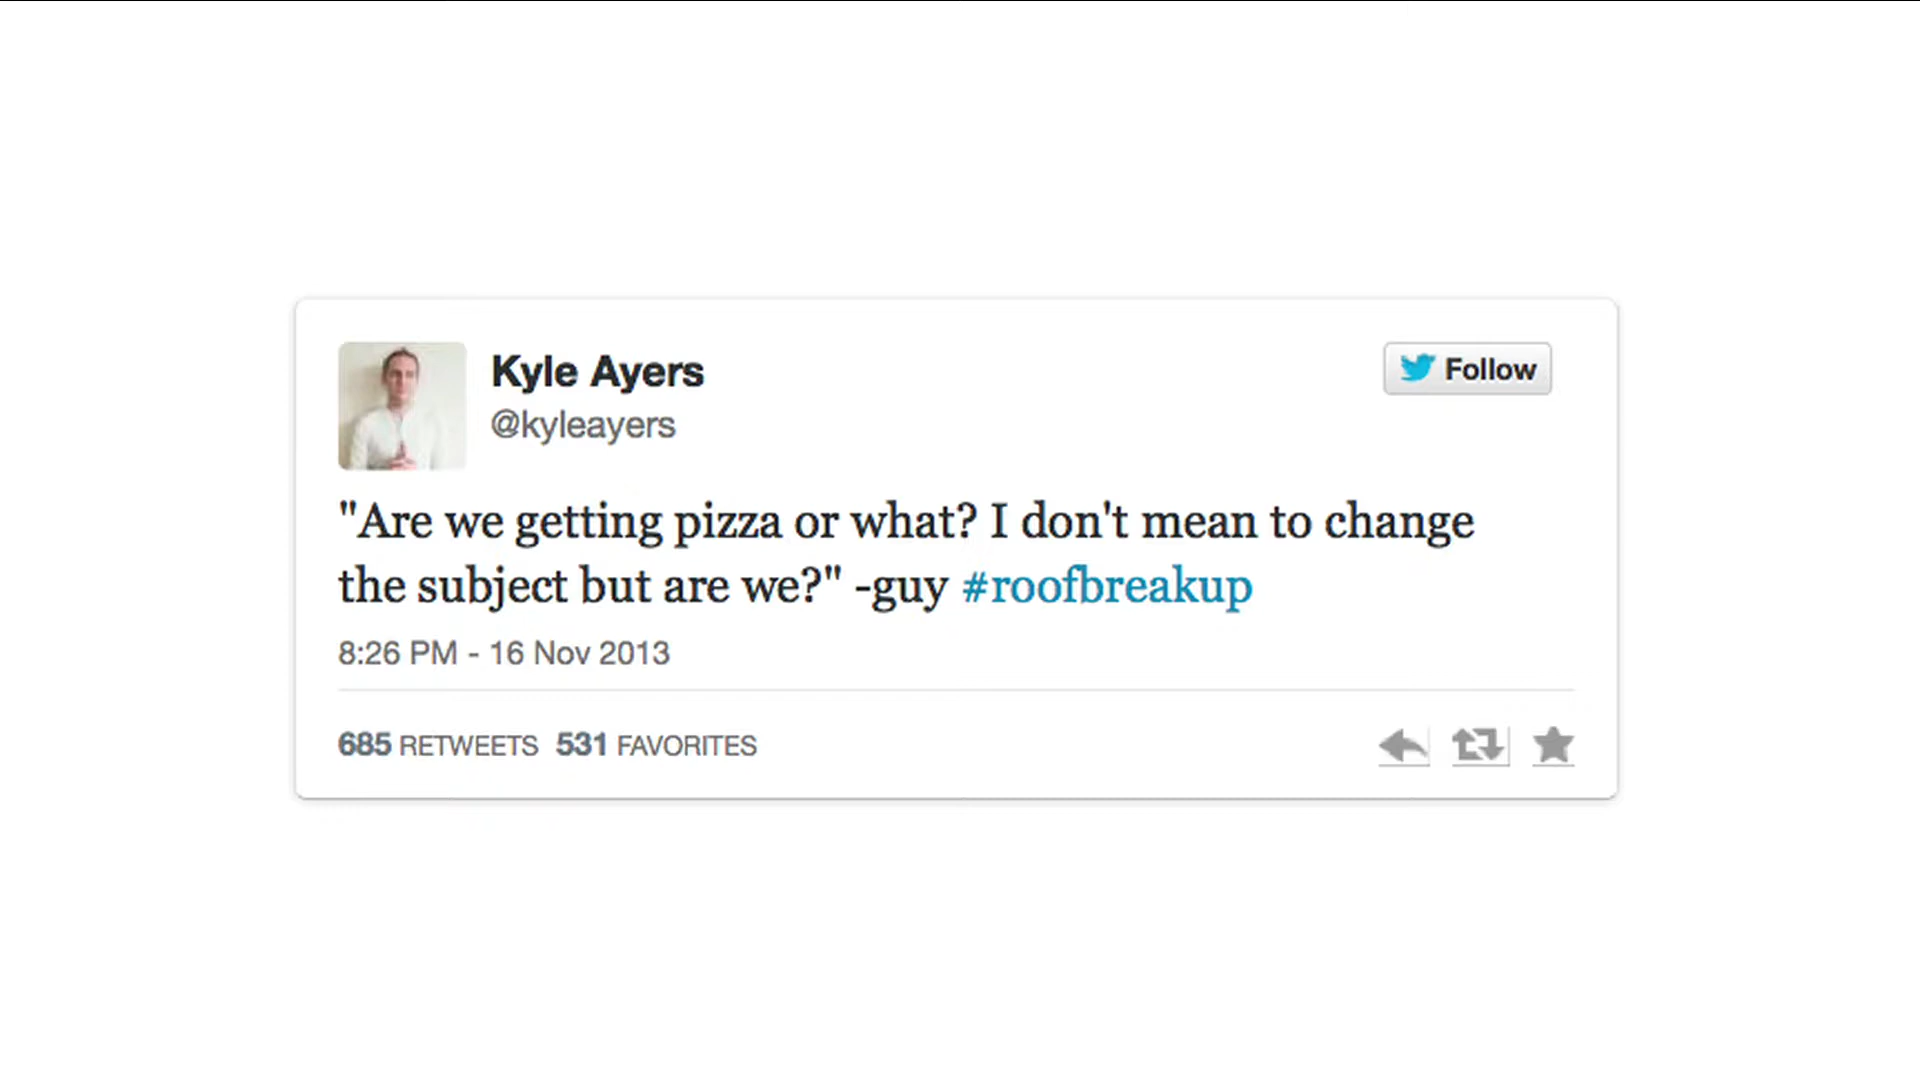 Kyle Ayers
Follow
@kyleayers
"Are we getting pizza or what? I don't mean to change
the subject but are we?" -guy #roofbreakup
8:26 PM - 16 Nov 2013
685 RETWEETS 531 FAVORITES